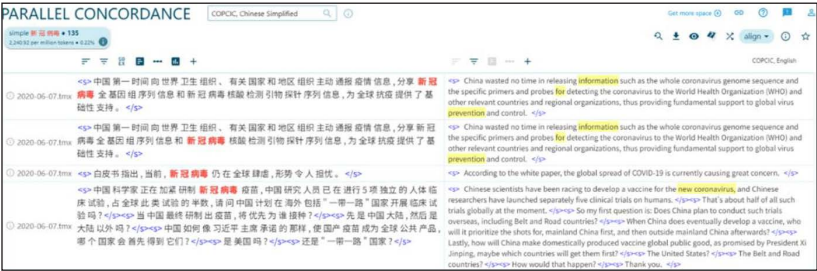 PARALLEL CONCORDANCE
COPCIC, Chinese Simplified
Get more space
simple 新 冠 病毒 • 135
2,240.92 per million tokens • 0.22%
align
COPCIC, English
<s> 中国 第一 时间 向 世界 卫生 组织 、 有关 国家 和 地区 组织 主动 通报 疫情 信息 , 分享 新 冠
2020-06-07.tmx 病毒 全 基因 组 序列 信息 和 新 冠 病毒 核酸 检测 引物 探针 序列 信息 , 为 全球 抗疫 提供 了 基
础性 支持 。 </s>
<s> China wasted no time in releasing information such as the whole coronavirus genome sequence and
the specific primers and probes for detecting the coronavirus to the World Health Organization (WHO) and
other relevant countries and regional organizations, thus providing fundamental support to global virus
prevention and control. </s>
<s> 中国 第一 时间 向 世界 卫生 组织 、 有关 国家 和 地区 组织 主动 通报 疫情 信息 , 分享 新 冠
2020-06-07.tmx 病毒 全 基因 组 序列 信息 和 新 冠 病毒 核酸 检测 引物 探针 序列 信息 , 为 全球 抗疫 提供 了 基
础性 支持 。 </s>
<s> China wasted no time in releasing information such as the whole coronavirus genome sequence and
the specific primers and probes for detecting the coronavirus to the World Health Organization (WHO) and
other relevant countries and regional organizations, thus providing fundamental support to global virus
prevention and control. </s>
2020-06-07.tmx <s> 白皮书 指出 , 当前 , 新 冠 病毒 仍 在 全球 肆虐 , 形势 令 人 担忧 。 </s>
<s> According to the white paper, the global spread of COVID-19 is currently causing great concern. </s>
<s> 中国 科学家 正在 加紧 研制 新 冠 病毒 疫苗 , 中国 研究 人员 已 在 进行 5 项 独立 的 人体 临
床 试验 , 占 全球 此 类 试验 的 半数 , 请问 中国 计划 在 海外 包括 " 一带 一路 " 国家 开展 临床 试
验 吗 ? </s><s> 当 中国 最终 研制 出 疫苗 , 将 优先 为 谁 接种 ? </s><s> 先 是 中国 大陆 , 然后 是
2020-06-07.tmx 大陆 以外 吗 ? </s><s> 中国 如何 像 习 近平 主席 承诺 的 那样 , 使 国产 疫苗 成为 全球 公共 产品 ,
哪 个 国家 会 首先 得到 它们 ? </s><s> 是 美国 吗 ? </s><s> 还是 " 一带 一路 " 国家 ? </s>
<s> Chinese scientists have been racing to develop a vaccine for the new coronavirus, and Chinese
researchers have launched separately five clinical trials on humans. </s><s> That's about half of all such
trials globally at the moment. </s><s> So my first question is: Does China plan to conduct such trials
overseas, including Belt and Road countries? </s><s> When China does eventually develop a vaccine, who
will it prioritize the shots for, mainland China first, and then outside mainland China afterwards? </s><s>
Lastly, how will China make domestically produced vaccine global public good, as promised by President Xi
Jinping, maybe which countries will get them first? </s><s> The United States? </s><s> The Belt and Road
countries? </s><s> How would that happen? </s><s> Thank you. </s>